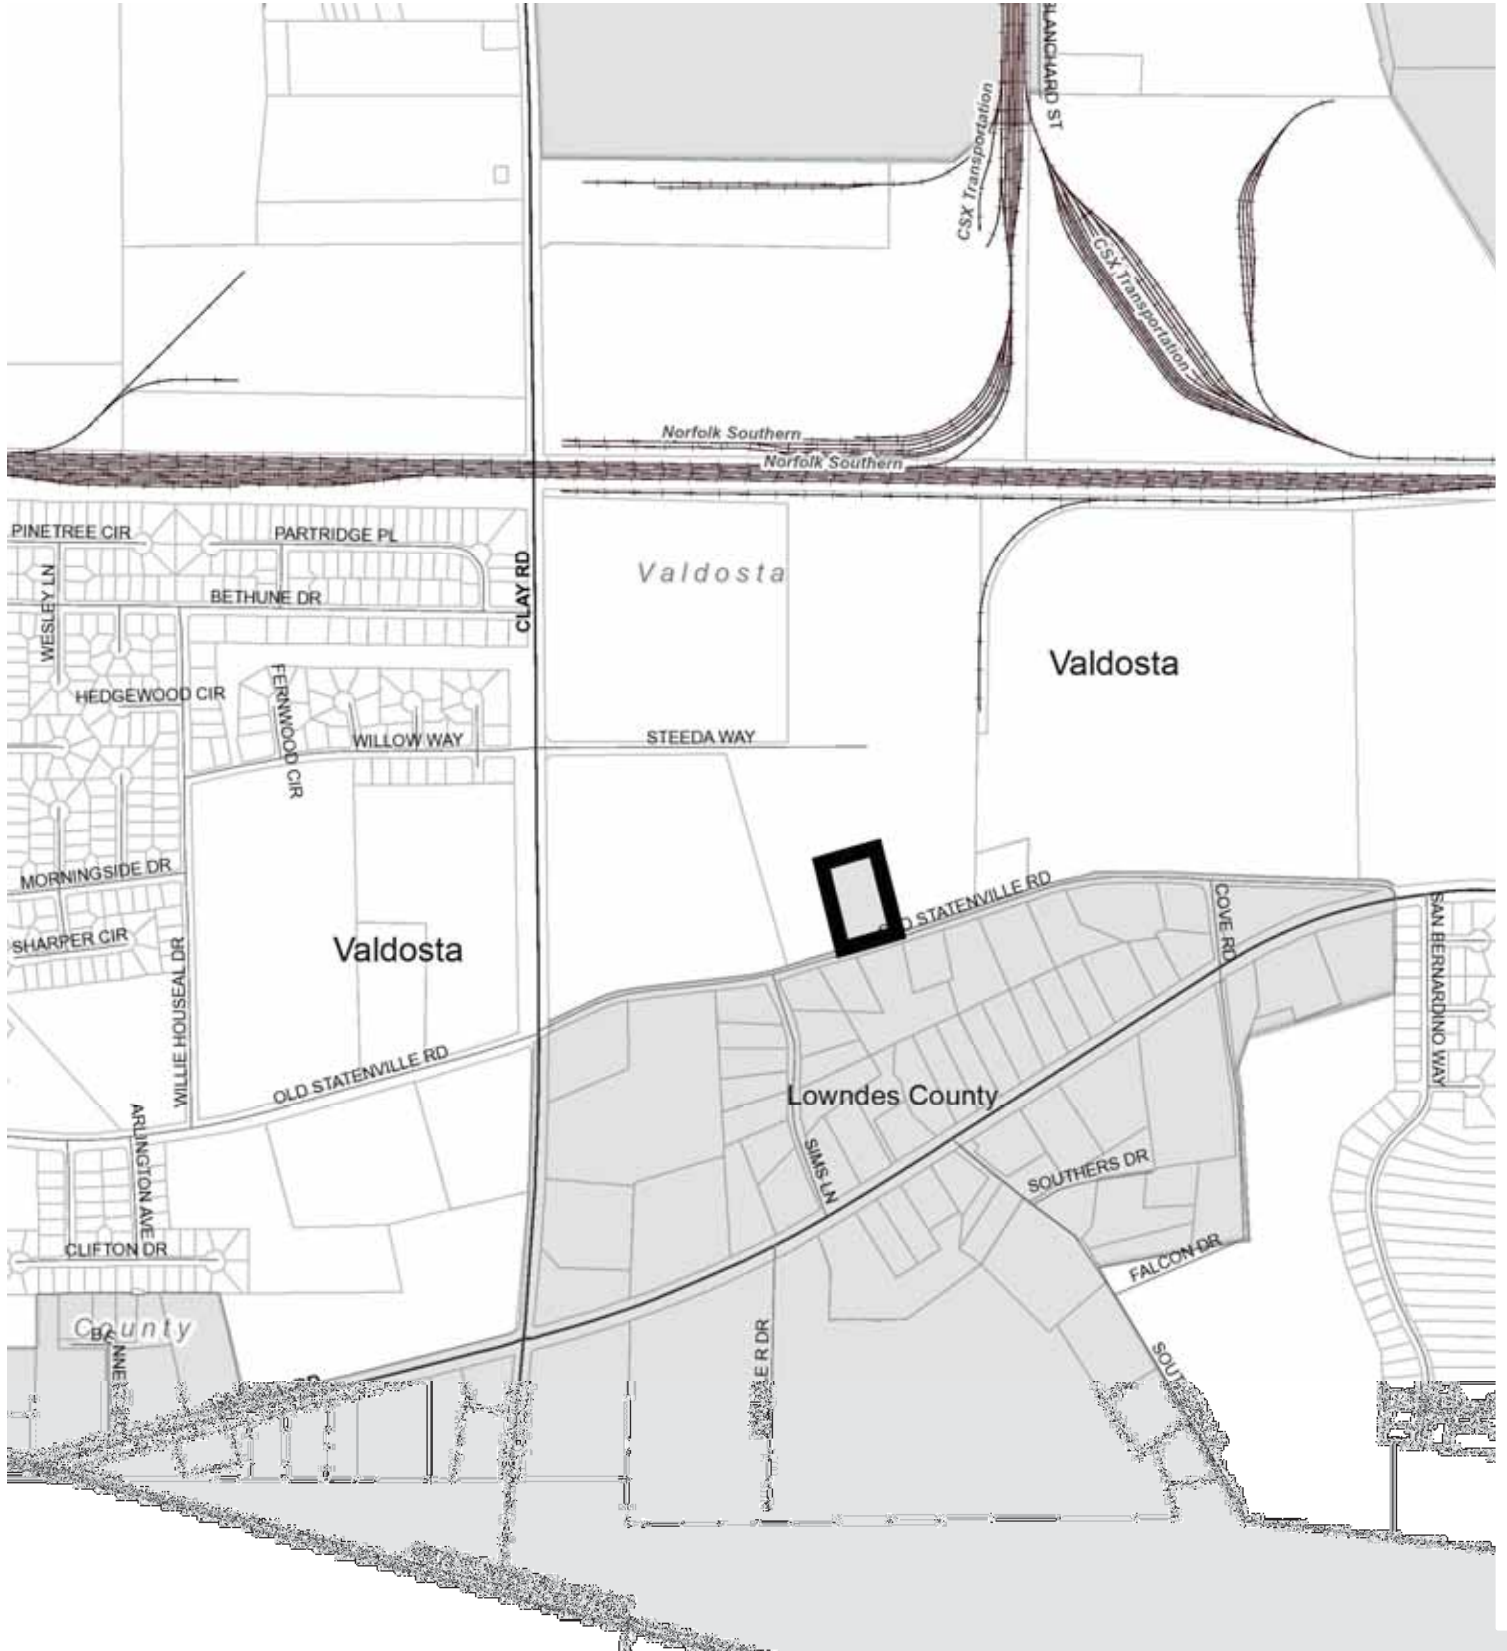 BLANCHARD ST
CSX Transportation
CSX Transportation
Norfolk Southern
Norfolk Southern
PINETREE CIR
PARTRIDGE PL
WESLEY LN
BETHUNE DR
CLAY RD
Valdosta
Valdosta
HEDGEWOOD CIR
FERNWOOD CIR
WILLOW WAY
STEEDA WAY
MORNINGSIDE DR
OLD STATENVILLE RD
COVE RD
SAN BERNARDINO WAY
SHARPER CIR
Valdosta
WILLIE HOUSEAL DR
OLD STATENVILLE RD
Lowndes County
ARLINGTON AVE
SIMS LN
SOUTHERS DR
CLIFTON DR
FALCON DR
County